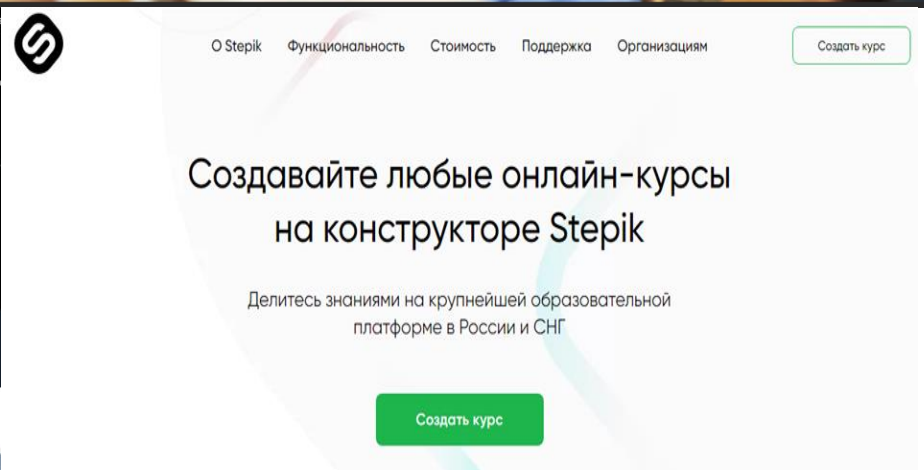 О Stepik Функциональность Стоимость Поддержка Организациям Создать курс
Создавайте любые онлайн-курсы
на конструкторе Stepik
Делитесь знаниями на крупнейшей образовательной
платформе в России и СНГ
Создать курс